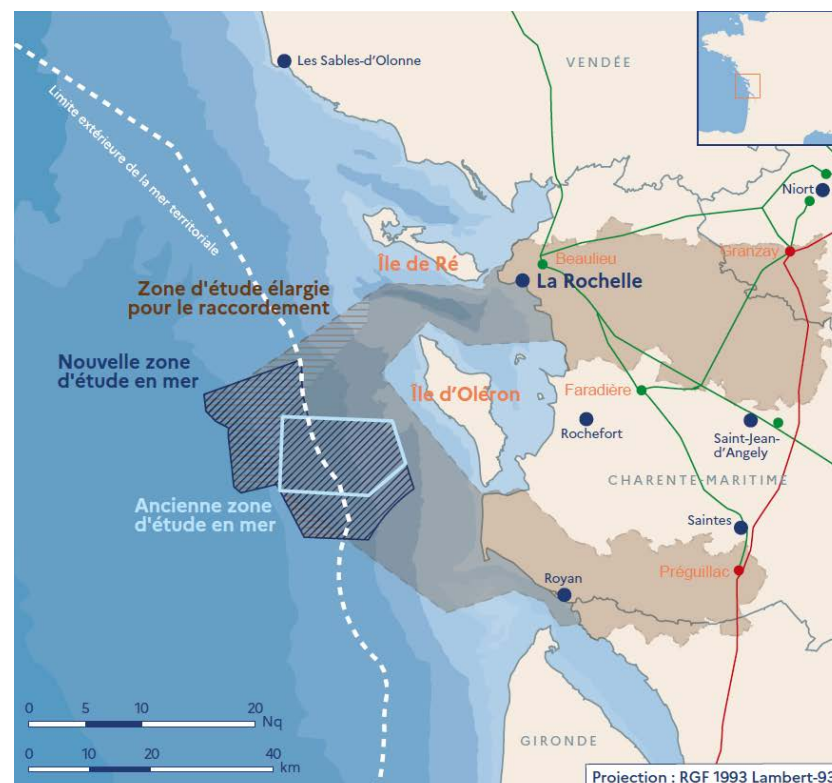 Les Sables-d'Olonne
VENDÉE
Limite extérieure de la mer territoriale
Niort
Île de Ré
Beaulieu
Granzay
La Rochelle
Zone d'étude élargie
pour le raccordement
Nouvelle zone
d'étude en mer
Île d'Oléron
Faradière
Rochefort
Saint-Jean-
d'Angely
CHARENTE-MARITIME
Ancienne zone
d'étude en mer
Saintes
Préguillac
Royan
0 5 10 20
Nq
GIRONDE
0 10 20 40
km
Projection : RGF 1993 Lambert-93